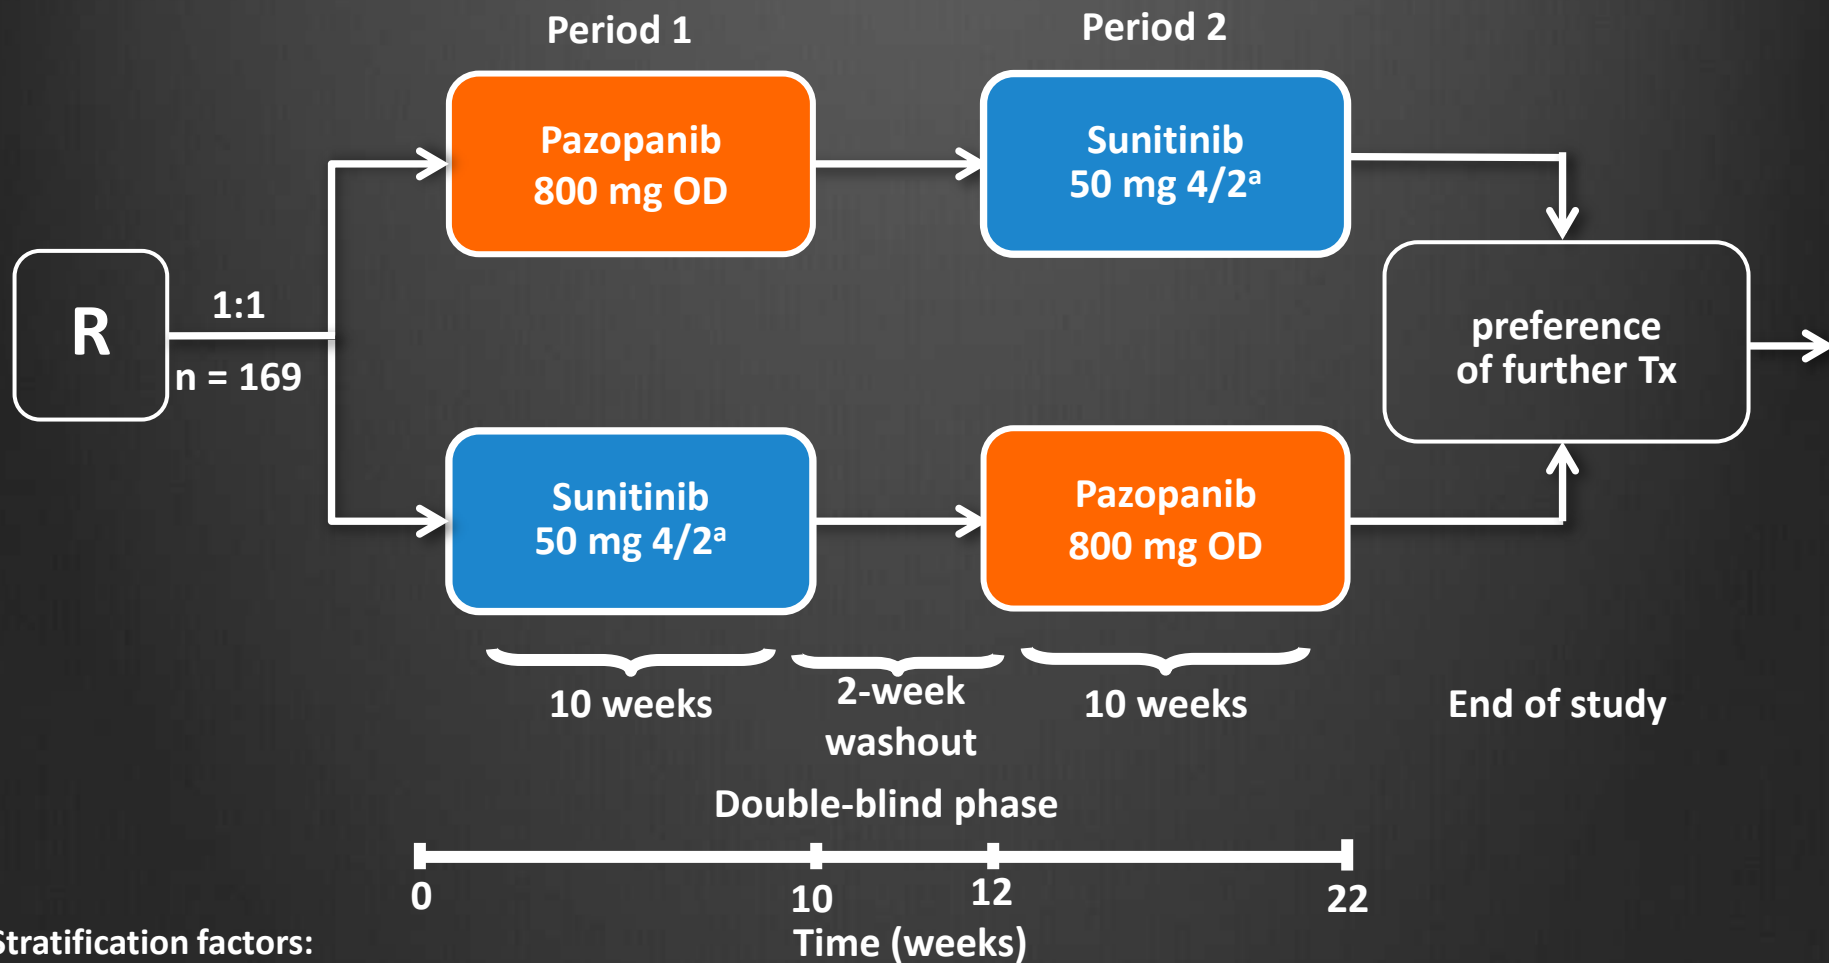 Period 1
Period 2
Pazopanib
800 mg OD
Sunitinib
50 mg 4/2ᵃ
R
1:1
n = 169
preference
of further Tx
Sunitinib
50 mg 4/2ᵃ
Pazopanib
800 mg OD
10 weeks
2-week
washout
10 weeks
End of study
Double-blind phase
0
10
12
22
Time (weeks)
Stratification factors: